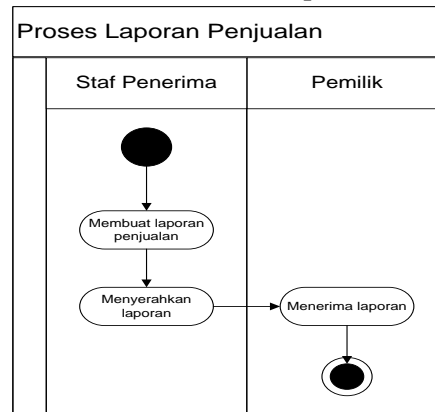 Proses Laporan Penjualan
Staf Penerima
Pemilik
Membuat laporan
penjualan
Menyerahkan
laporan
Menerima laporan